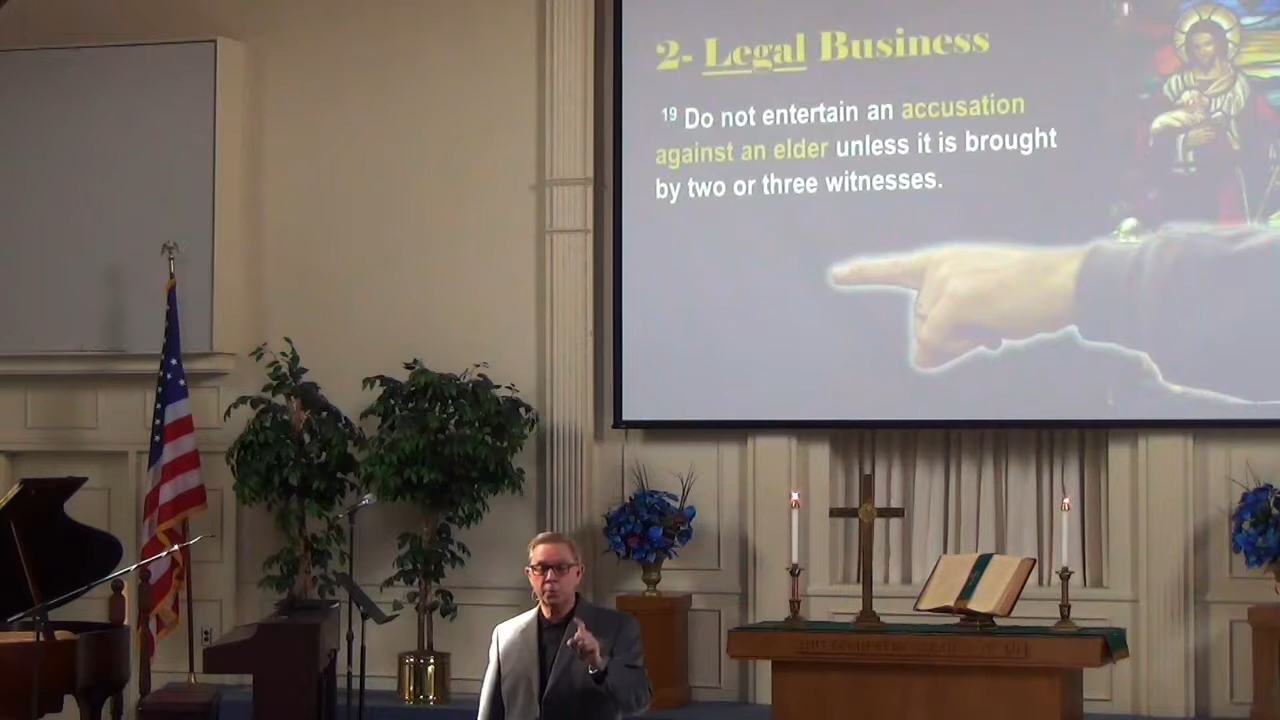 2- Legal Business
19 Do not entertain an accusation
against an elder unless it is brought
by two or three witnesses.